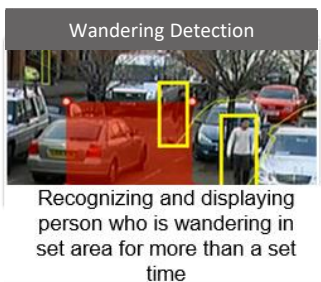 Wandering Detection
Recognizing and displaying
person who is wandering in
set area for more than a set
time